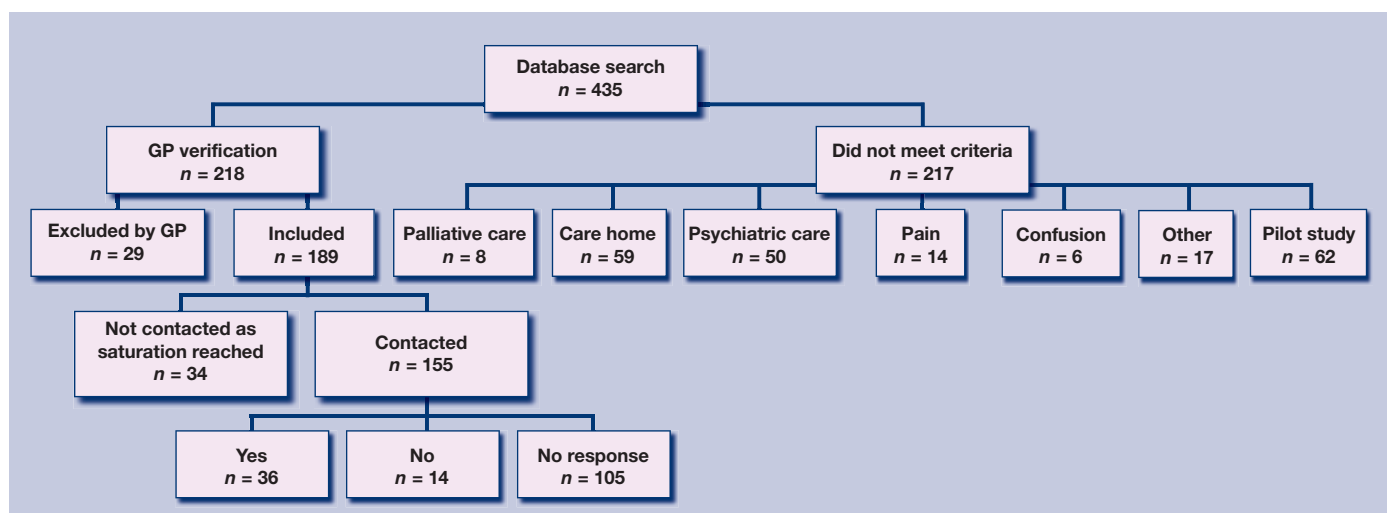 Database search
n = 435
GP verification
n = 218
Did not meet criteria
n = 217
Excluded by GP
n = 29
Included
n = 189
Palliative care
n = 8
Care home
n = 59
Psychiatric care
n = 50
Pain
n = 14
Confusion
n = 6
Other
n = 17
Pilot study
n = 62
Not contacted as
saturation reached
n = 34
Contacted
n = 155
Yes
n = 36
No
n = 14
No response
n = 105